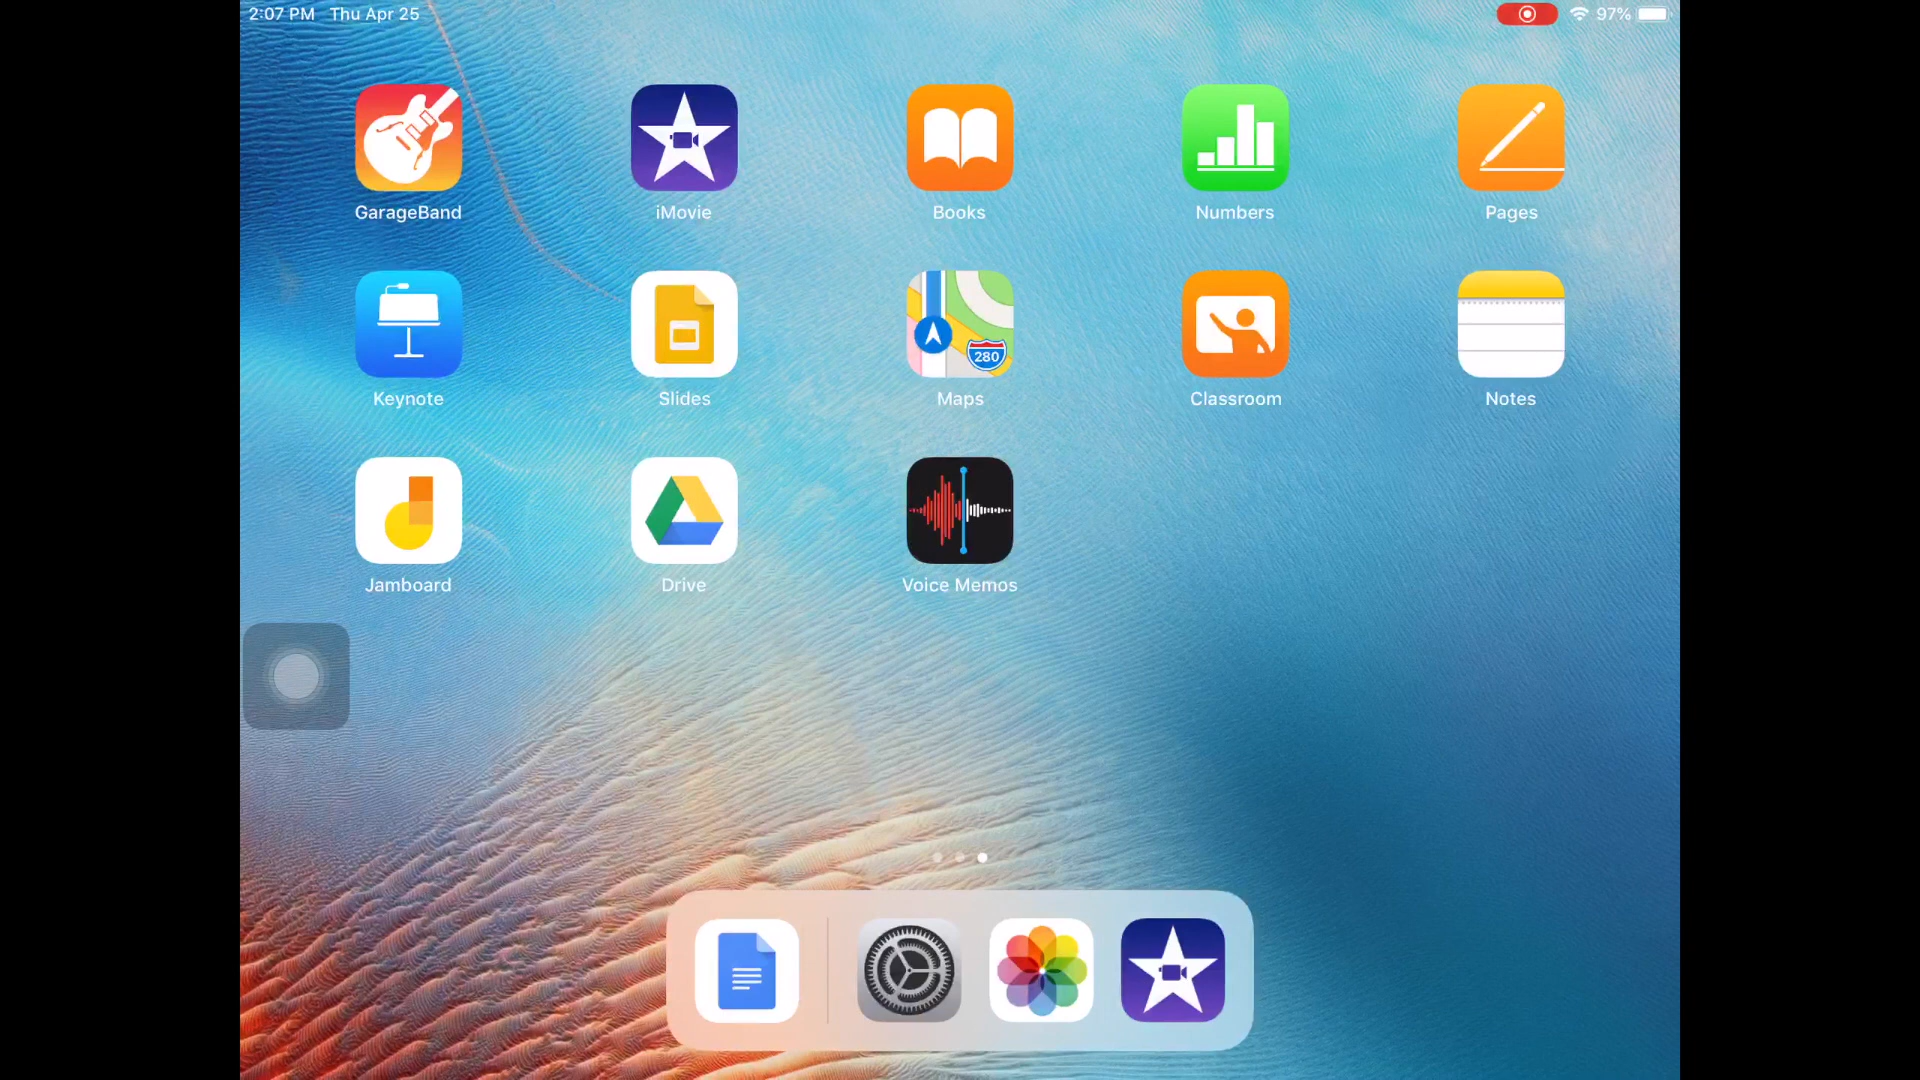 2:07 PM Thu Apr 25
97%
GarageBand
iMovie
Books
Numbers
Pages
280
Keynote
Slides
Maps
Classroom
Notes
Jamboard
Drive
Voice Memos